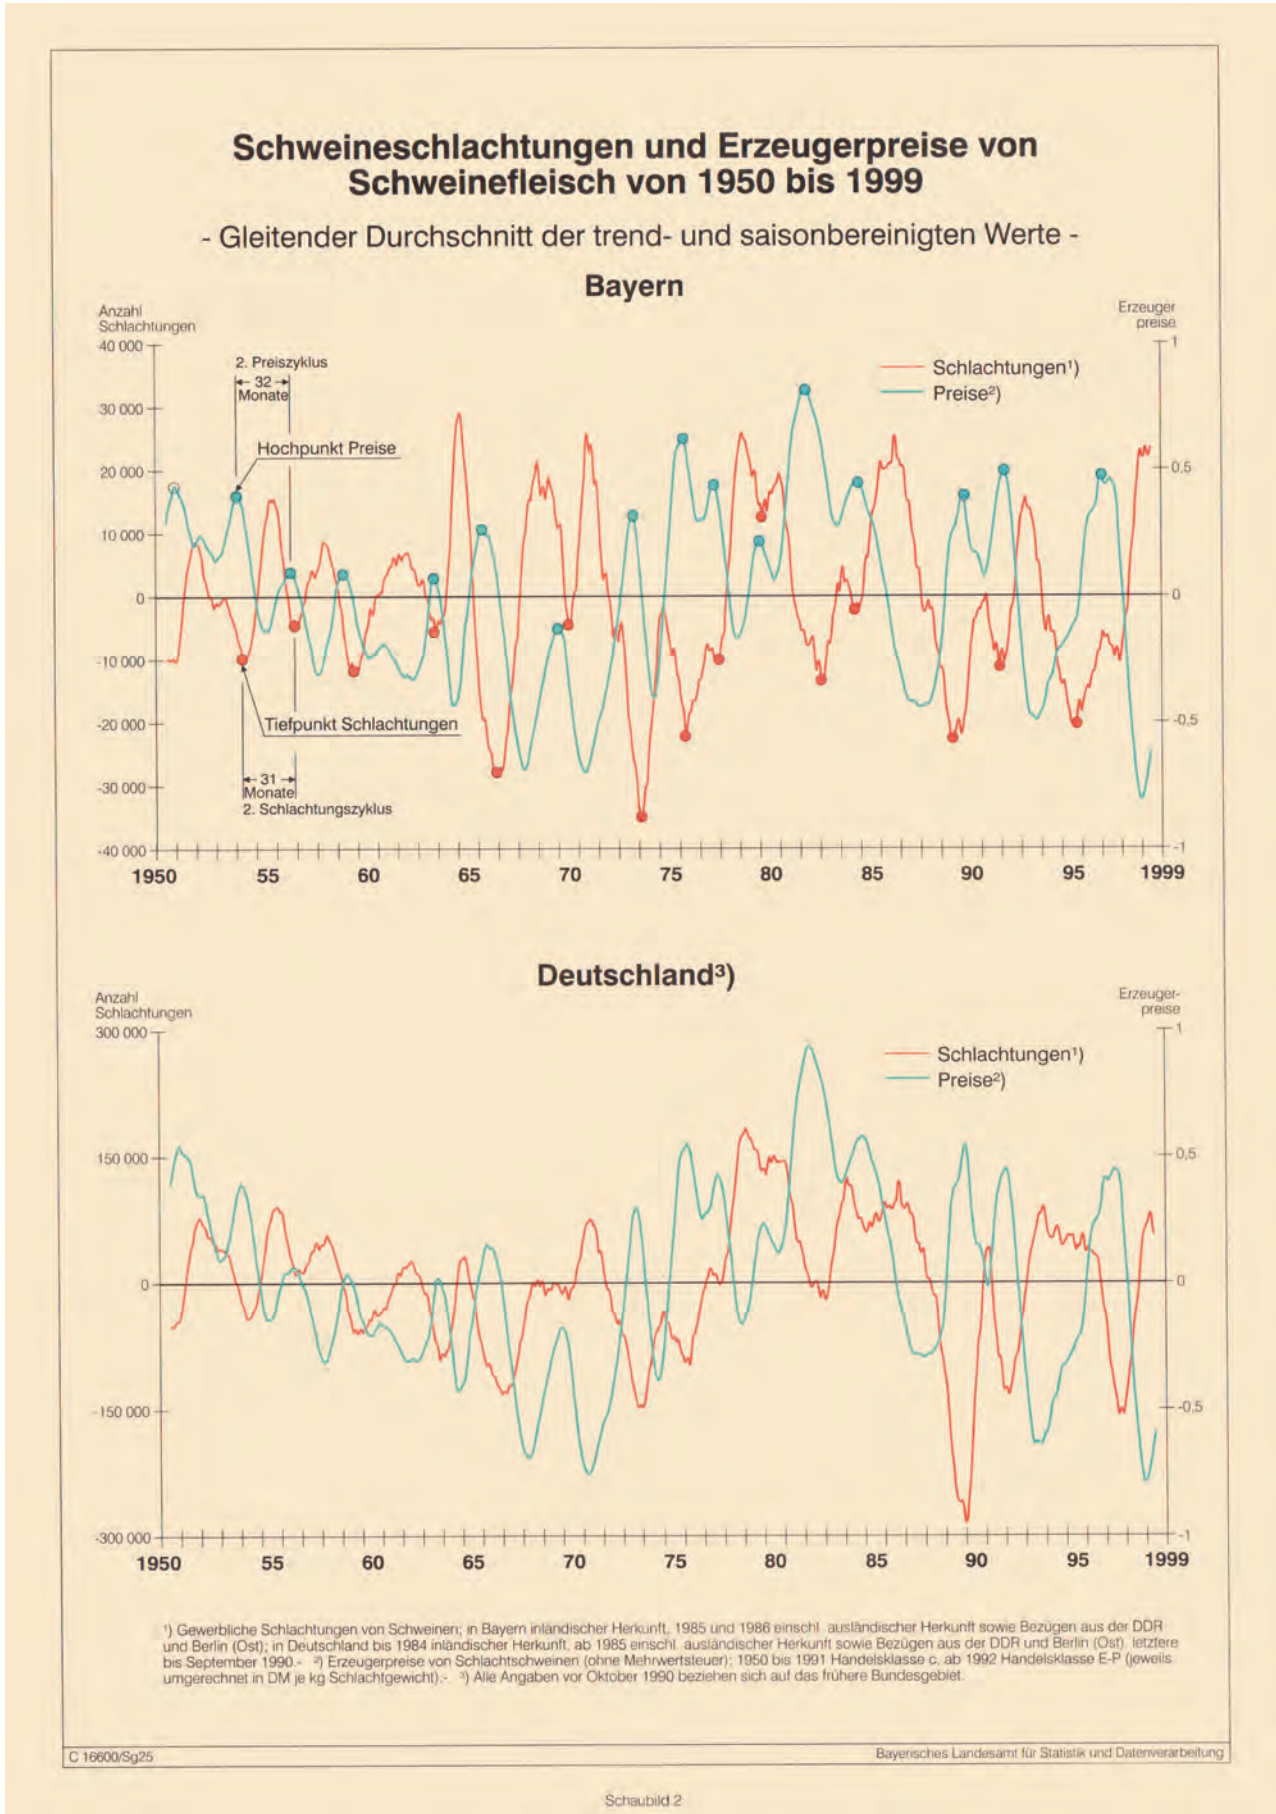 Schweineschlachtungen und Erzeugerpreise von
Schweinefleisch von 1950 bis 1999
- Gleitender Durchschnitt der trend- und saisonbereinigten Werte -
Bayern
Anzahl
Schlachtungen
Erzeuger
preise
40 000
30 000
20 000
10 000
0
-10 000
-20 000
-30 000
-40 000
2. Preiszyklus
32
Monate
Hochpunkt Preise
Tiefpunkt Schlachtungen
31
Monate
2. Schlachtungszyklus
Schlachtungen¹)
Preise²)
1
0,5
0
-0,5
-1
1950 55 60 65 70 75 80 85 90 95 1999
Deutschland³)
Anzahl
Schlachtungen
Erzeuger-
preise
300 000
150 000
0
-150 000
-300 000
Schlachtungen¹)
Preise²)
1
0,5
0
-0,5
-1
1950 55 60 65 70 75 80 85 90 95 1999
¹) Gewerbliche Schlachtungen von Schweinen; in Bayern inländischer Herkunft, 1985 und 1986 einschl. ausländischer Herkunft sowie Bezügen aus der DDR
und Berlin (Ost); in Deutschland bis 1984 inländischer Herkunft, ab 1985 einschl. ausländischer Herkunft sowie Bezügen aus der DDR und Berlin (Ost), letztere
bis September 1990.- ²) Erzeugerpreise von Schlachtschweinen (ohne Mehrwertsteuer); 1950 bis 1991 Handelsklasse c, ab 1992 Handelsklasse E-P (jeweils
umgerechnet in DM je kg Schlachtgewicht).- ³) Alle Angaben vor Oktober 1990 beziehen sich auf das frühere Bundesgebiet.
C 16600/Sg25
Bayerisches Landesamt für Statistik und Datenverarbeitung
Schaubild 2